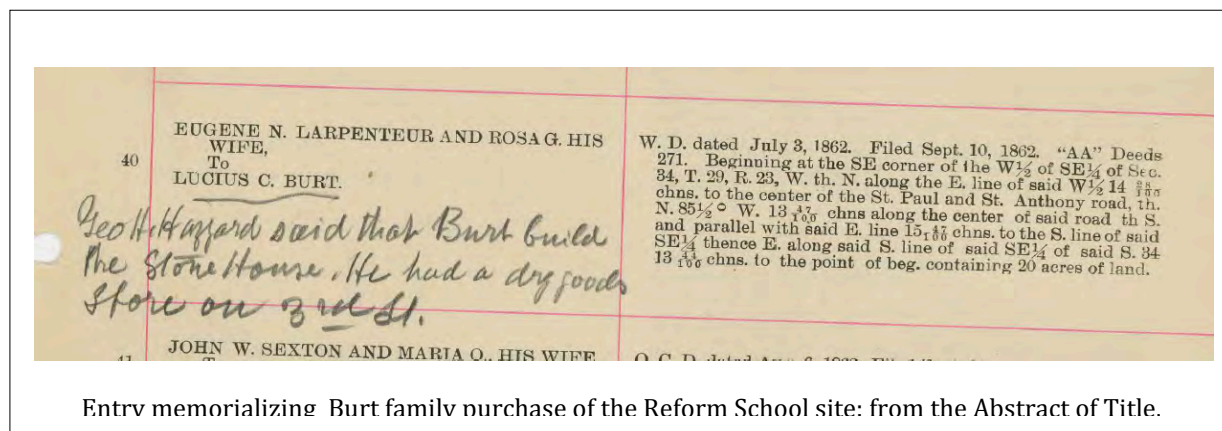 40
EUGENE N. LARPENTEUR AND ROSA G. HIS
WIFE,
To
LUCIUS C. BURT.
Geo H. Hazzard said that Burt build
the Stone House. He had a dry goods
store on 3rd St.
W. D. dated July 3, 1862. Filed Sept. 10, 1862. "AA" Deeds
271. Beginning at the SE corner of the W½ of SE¼ of Sec.
34, T. 29, R. 23, W. th. N. along the E. line of said W½ 14
chns. to the center of the St. Paul and St. Anthony road, th.
N. 85½° W. 13 47/100 chns along the center of said road th S.
and parallel with said E. line 15 47/100 chns. to the S. line of said
SE¼ thence E. along said S. line of said SE¼ of said S. 34
13 44/100 chns. to the point of beg. containing 20 acres of land.
41
JOHN W. SEXTON AND MARIA O., HIS WIFE
Q. C. D. dated Aug. 6, 1862.
Entry memorializing Burt family purchase of the Reform School site; from the Abstract of Title.